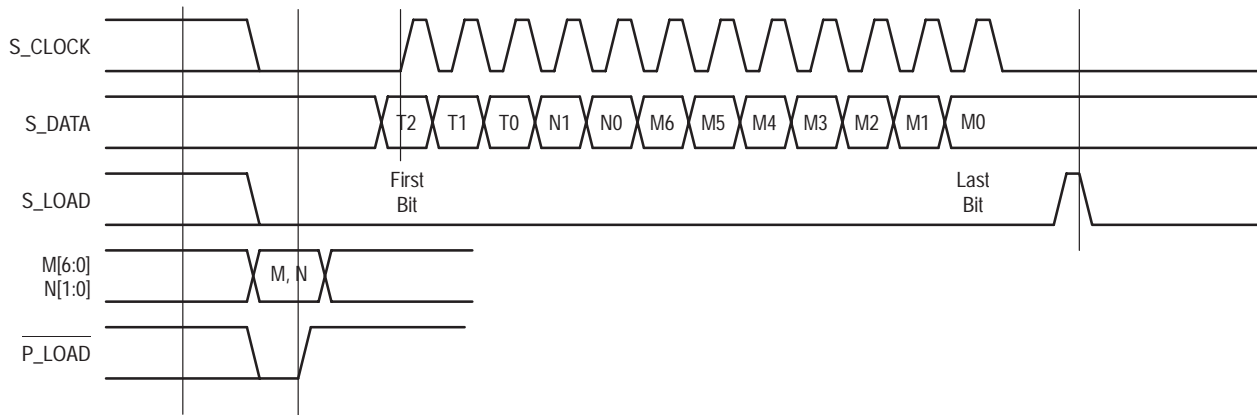 S_CLOCK
S_DATA
T2 T1 T0 N1 N0 M6 M5 M4 M3 M2 M1 M0
First
Bit
Last
Bit
S_LOAD
M[6:0]
N[1:0]
M, N
P_LOAD